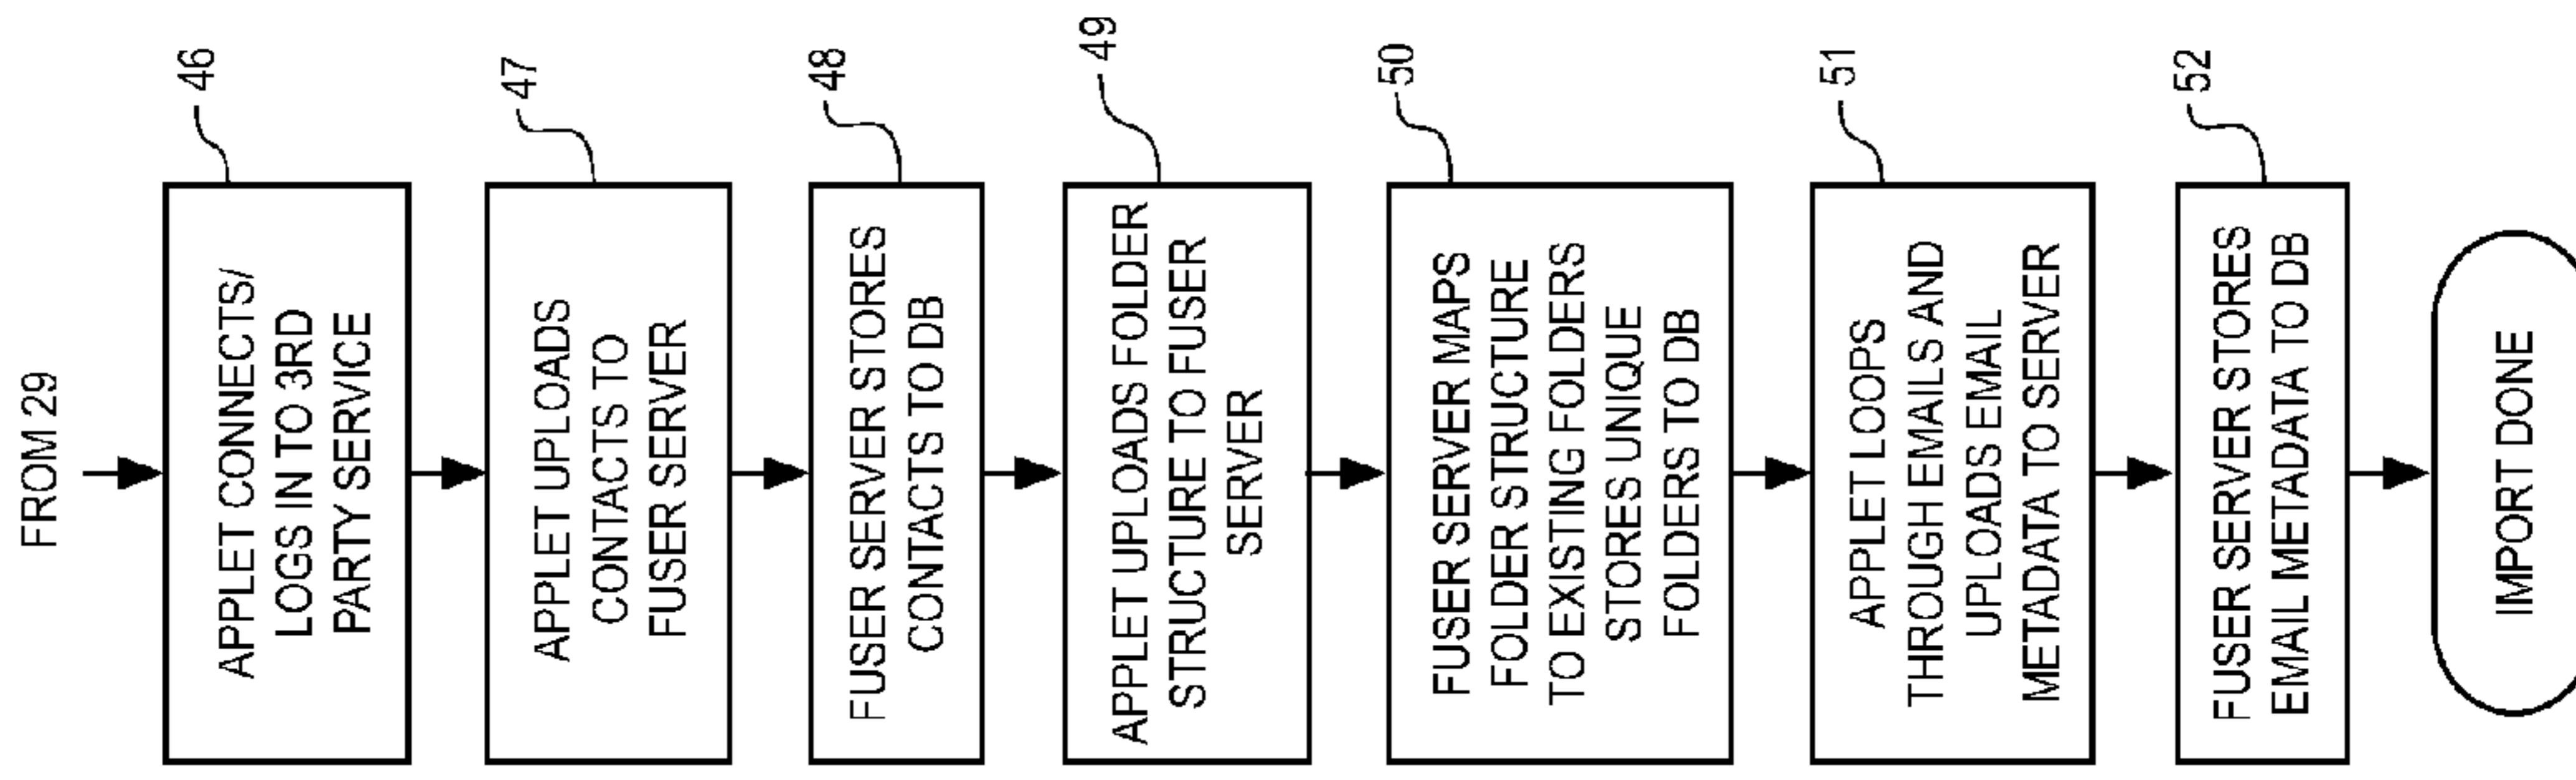 FROM 29
46
APPLET CONNECTS/
LOGS IN TO 3RD
PARTY SERVICE
47
APPLET UPLOADS
CONTACTS TO
FUSER SERVER
48
FUSER SERVER STORES
CONTACTS TO DB
49
APPLET UPLOADS FOLDER
STRUCTURE TO FUSER
SERVER
50
FUSER SERVER MAPS
FOLDER STRUCTURE
TO EXISTING FOLDERS
STORES UNIQUE
FOLDERS TO DB
51
APPLET LOOPS
THROUGH EMAILS AND
UPLOADS EMAIL
METADATA TO SERVER
52
FUSER SERVER STORES
EMAIL METADATA TO DB
IMPORT DONE